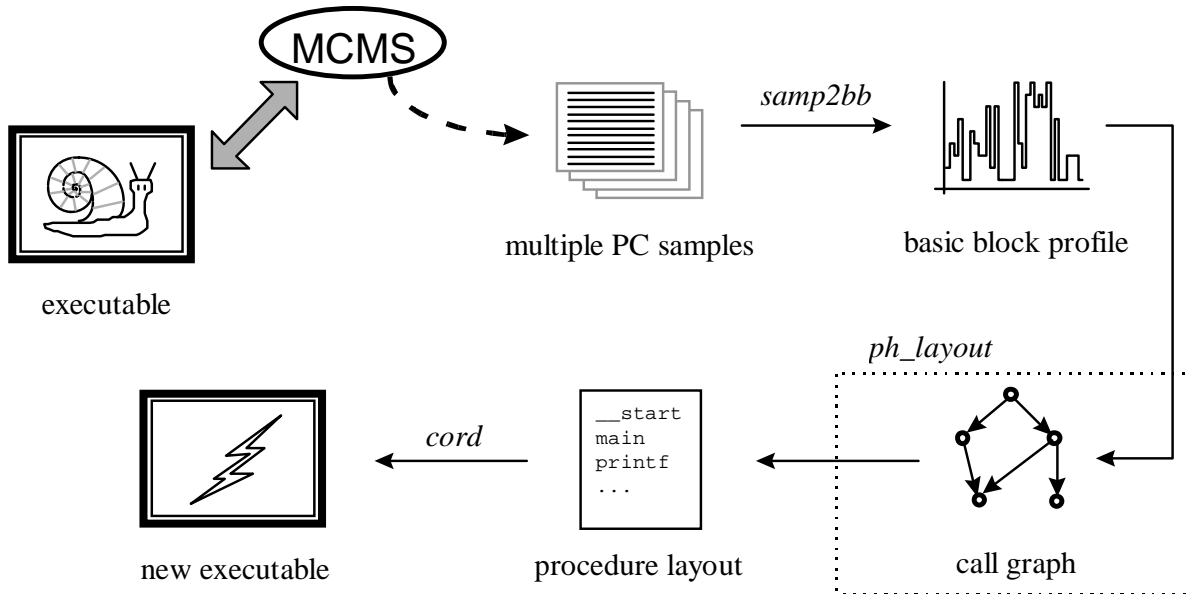 MCMS
samp2bb
multiple PC samples
basic block profile
executable
ph_layout
__start
main
printf
...
cord
new executable
procedure layout
call graph